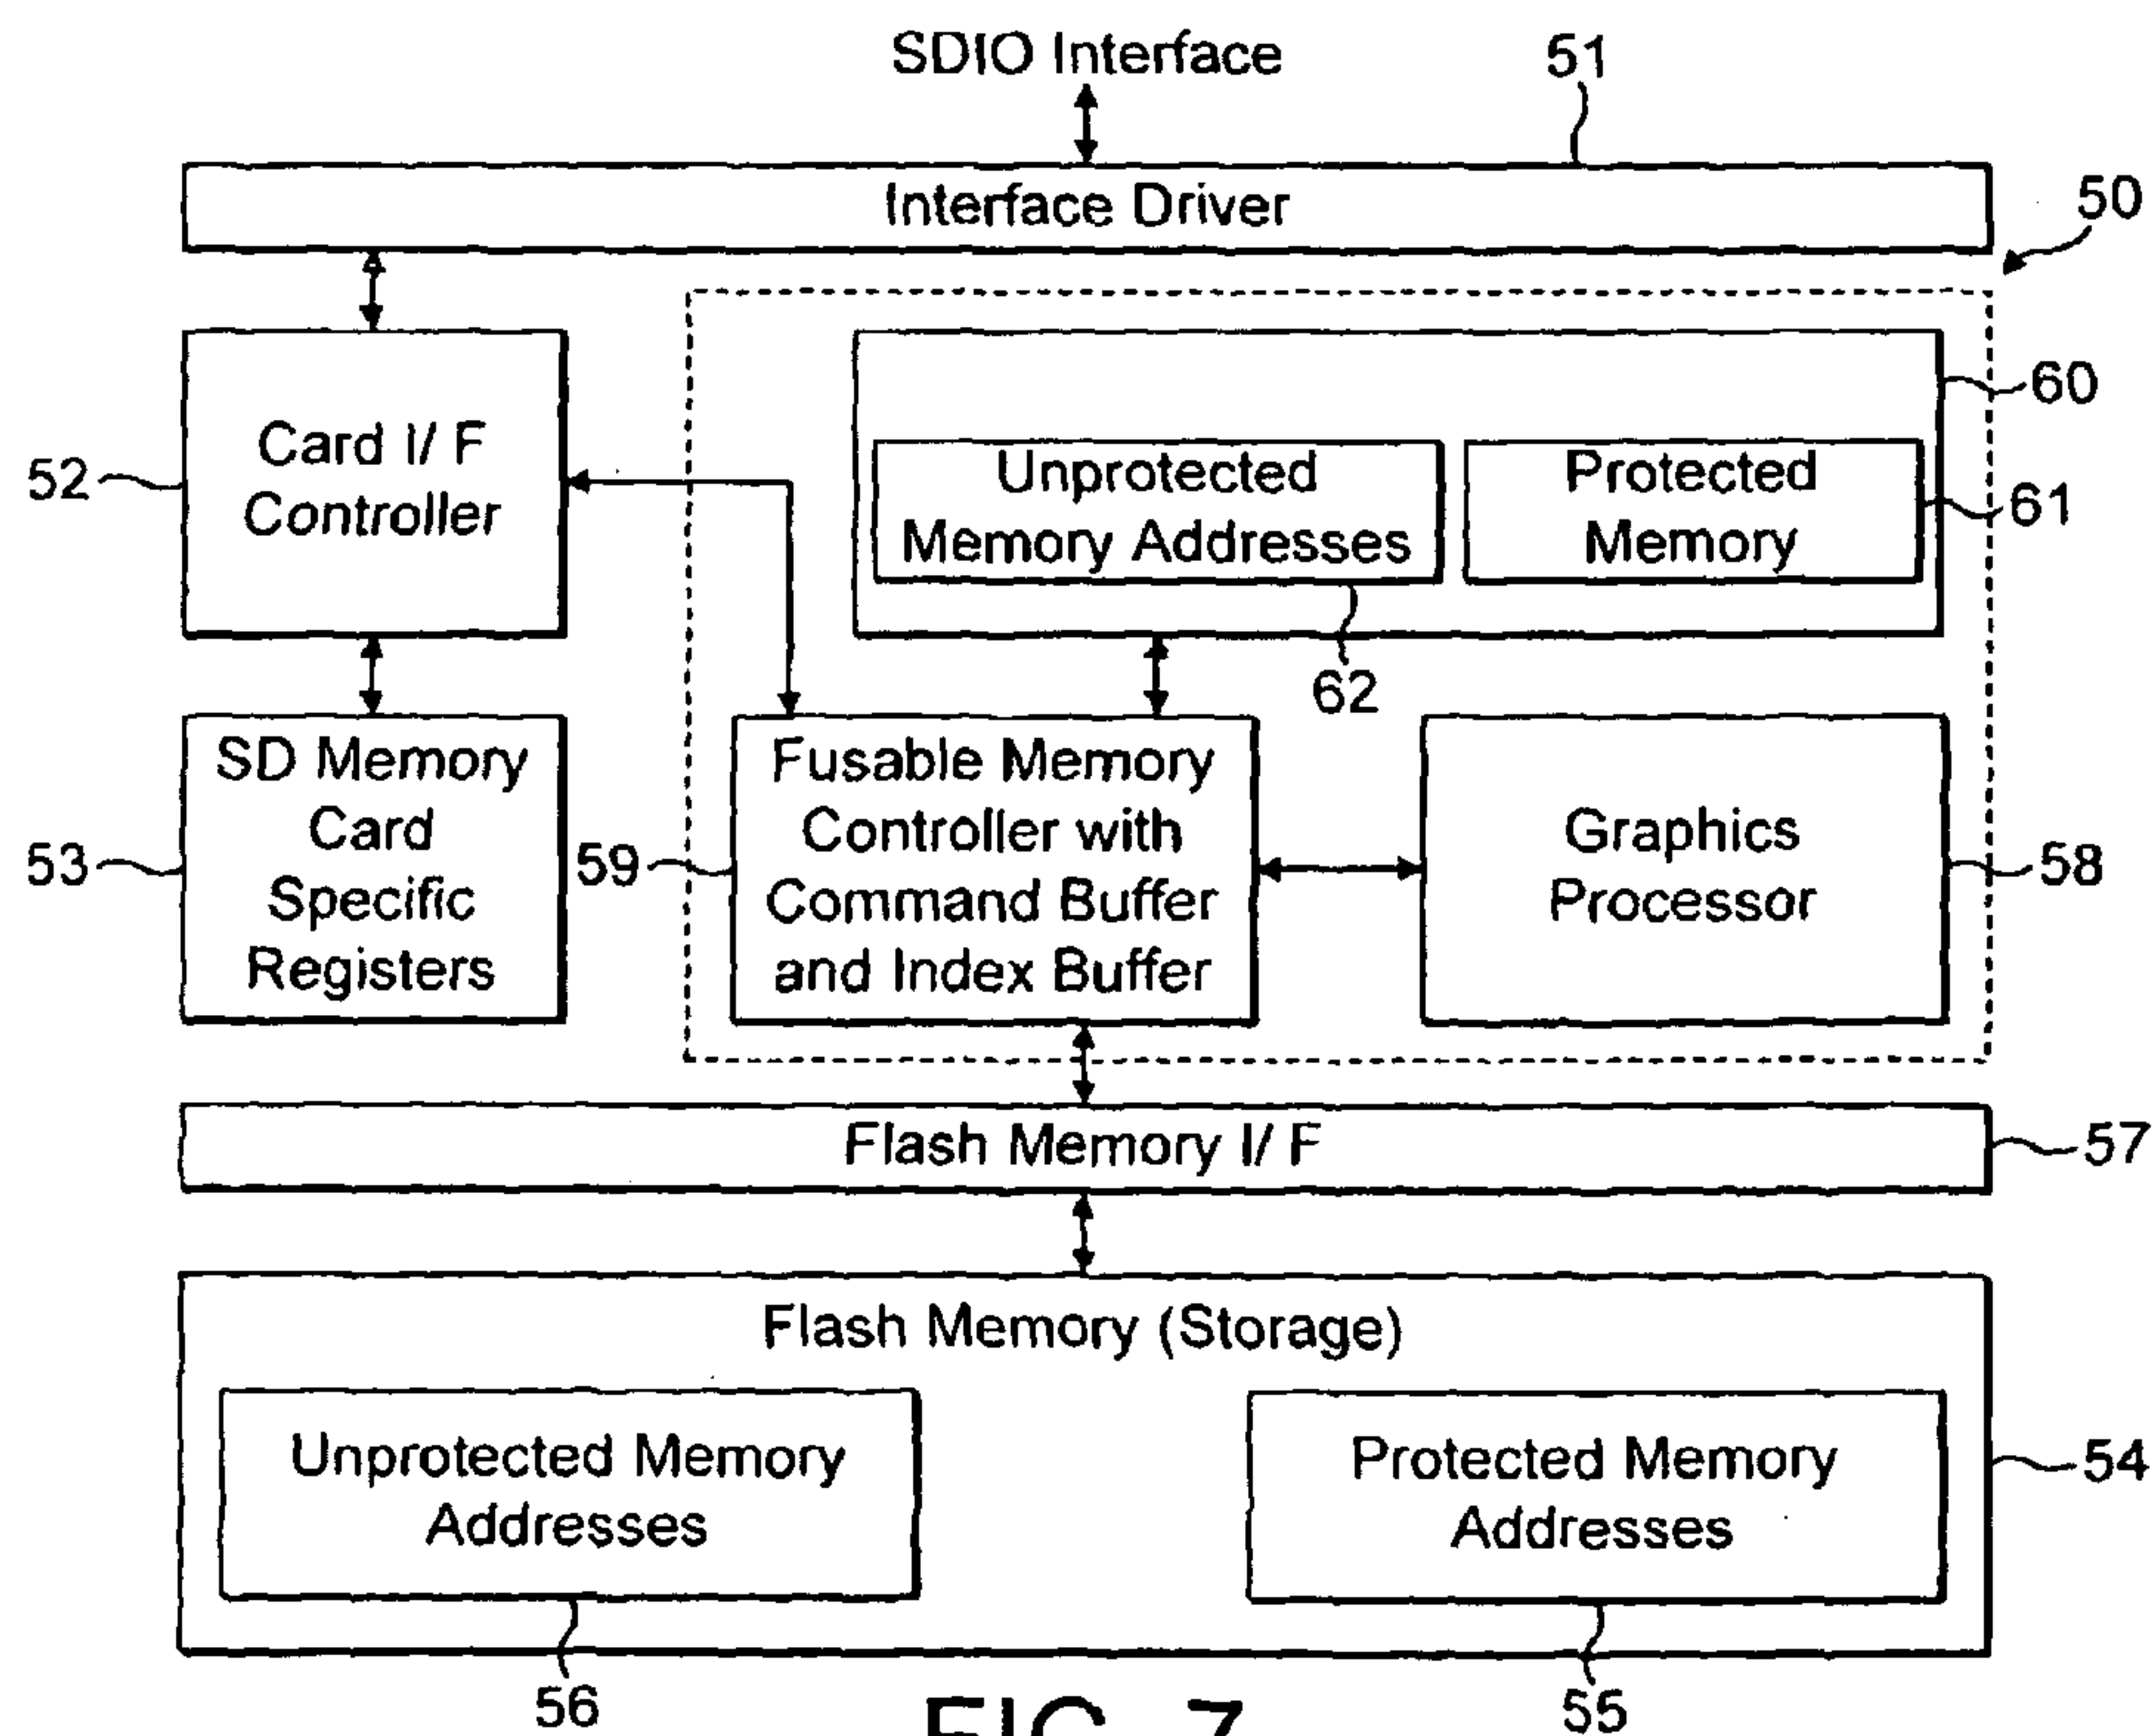 SDIO Interface
51
Interface Driver
50
60
Card I/ F
Controller
52
Unprotected
Memory Addresses
Protected
Memory
61
62
SD Memory
Card
Specific
Registers
53
Fusable Memory
Controller with
Command Buffer
and Index Buffer
59
Graphics
Processor
58
Flash Memory I/ F
57
Flash Memory (Storage)
Unprotected Memory
Addresses
Protected Memory
Addresses
54
56
55
FIG. 7